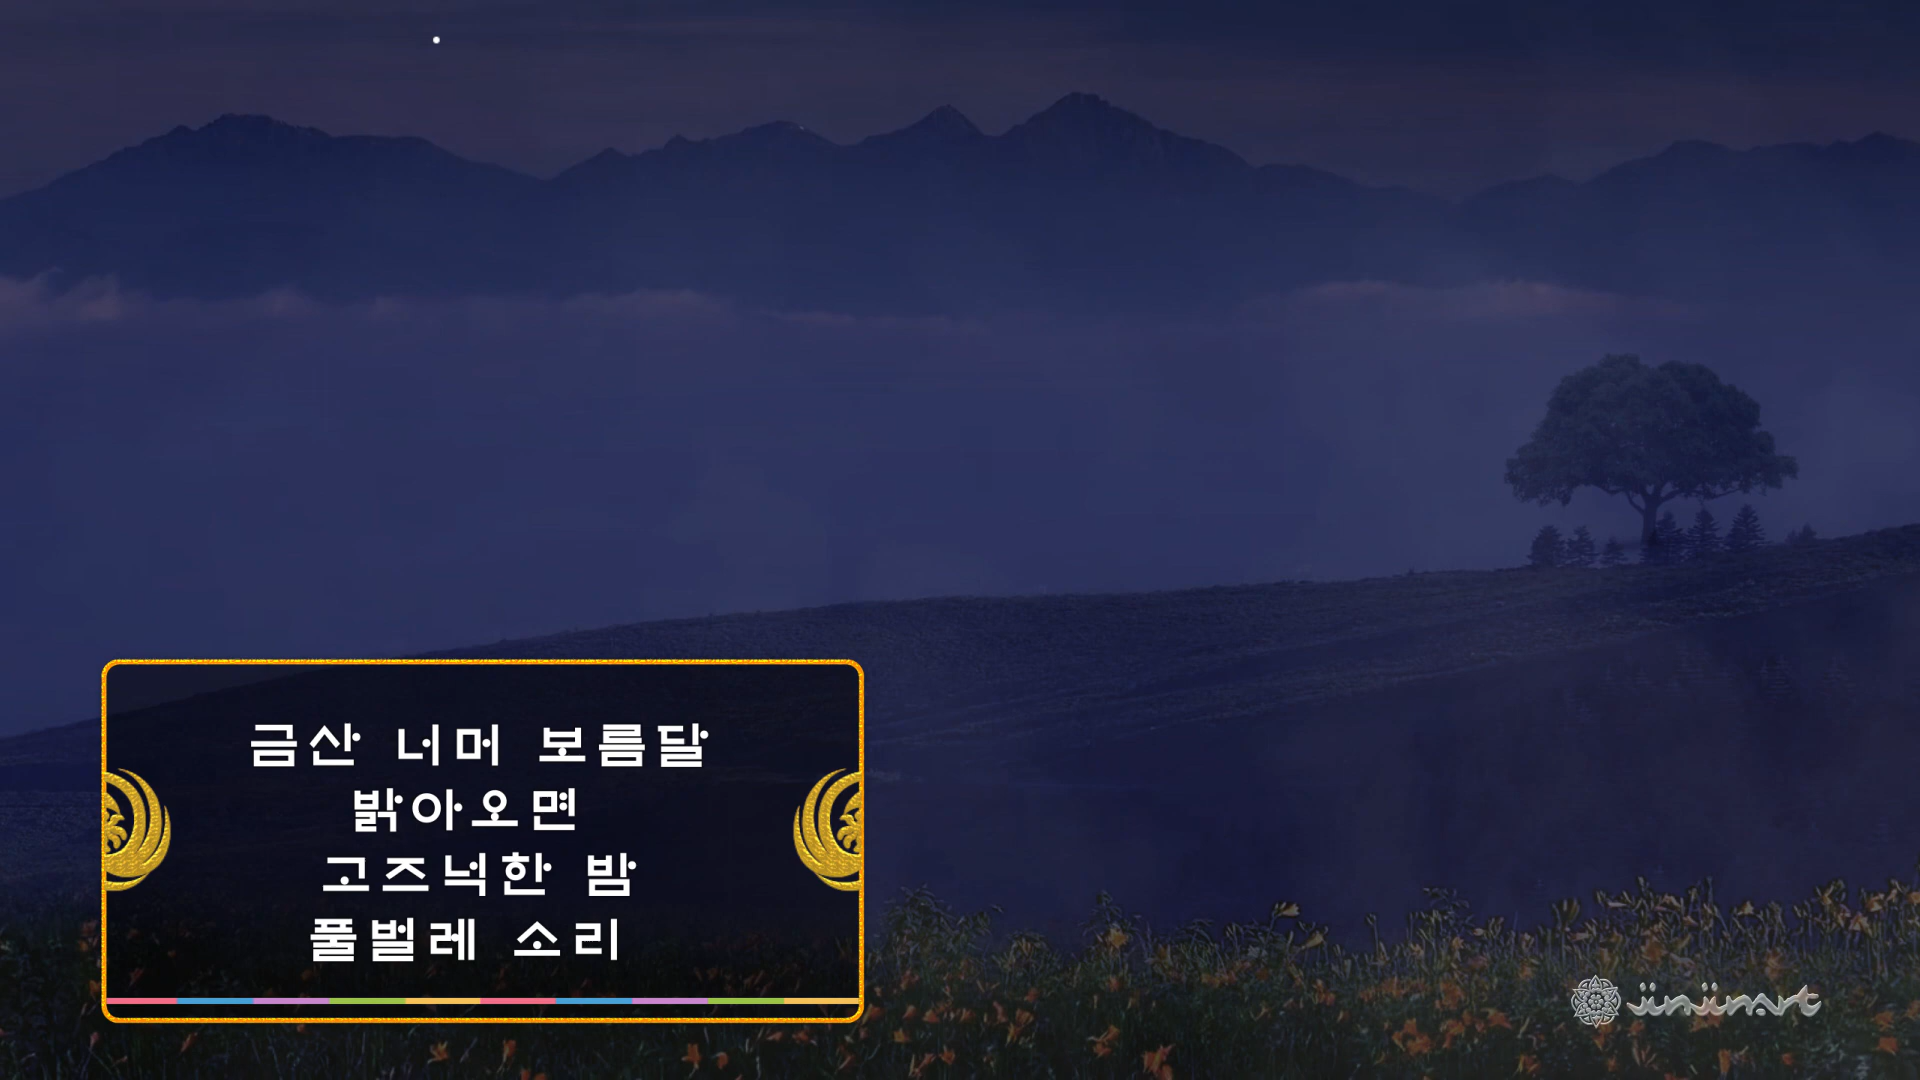 금산 너머 보름달
밝아오면
고즈넉한 밤
풀벌레 소리
jinjinart